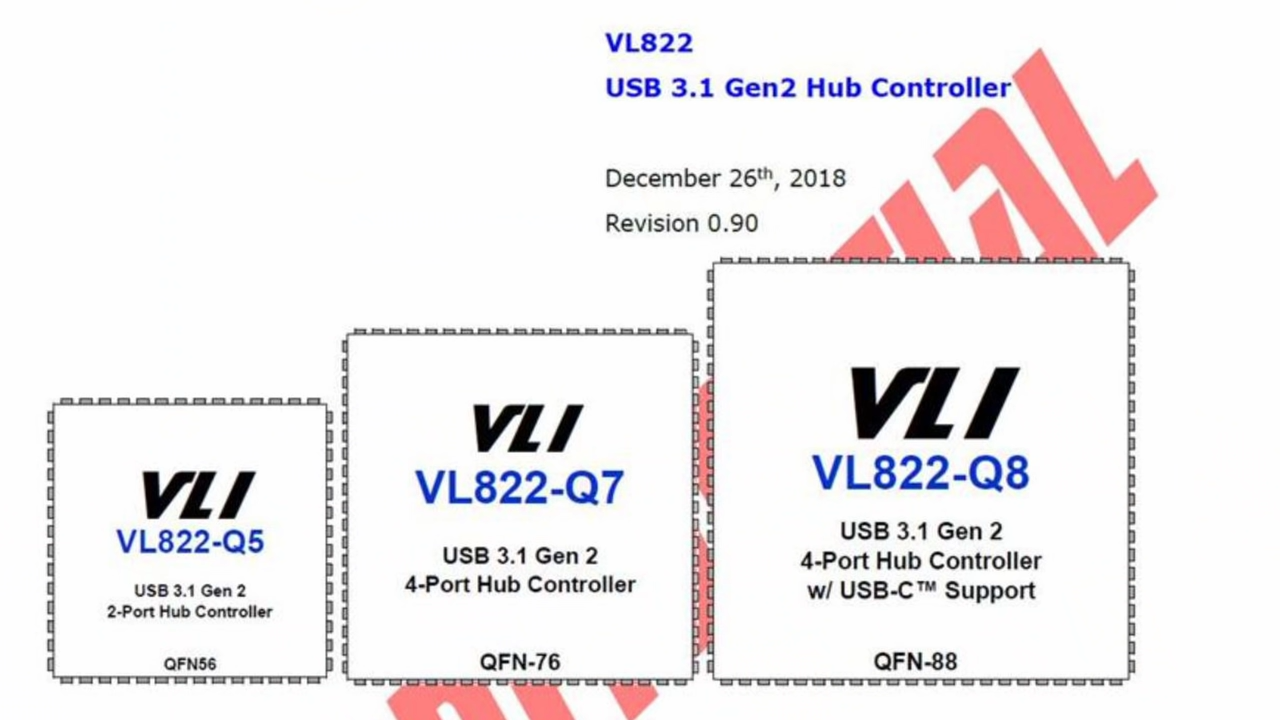 VL822
USB 3.1 Gen2 Hub Controller
December 26th, 2018
Revision 0.90
VLI
VL822-Q5
USB 3.1 Gen 2
2-Port Hub Controller
QFN56
VLI
VL822-Q7
USB 3.1 Gen 2
4-Port Hub Controller
QFN-76
VLI
VL822-Q8
USB 3.1 Gen 2
4-Port Hub Controller
w/ USB-C™ Support
QFN-88